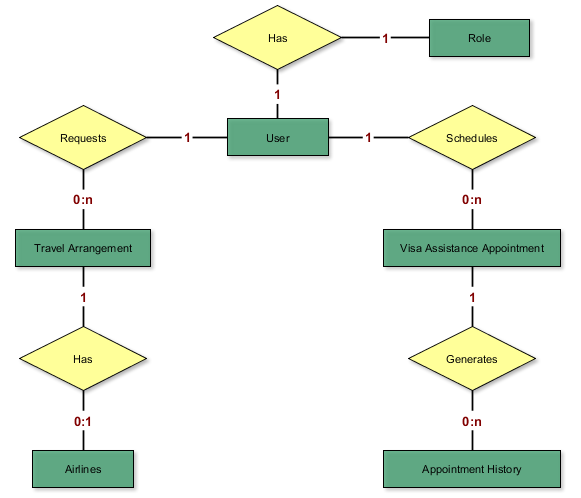 Has
1
Role
1
Requests
1
User
1
Schedules
0:n
0:n
Travel Arrangement
Visa Assistance Appointment
1
1
Has
Generates
0:1
0:n
Airlines
Appointment History